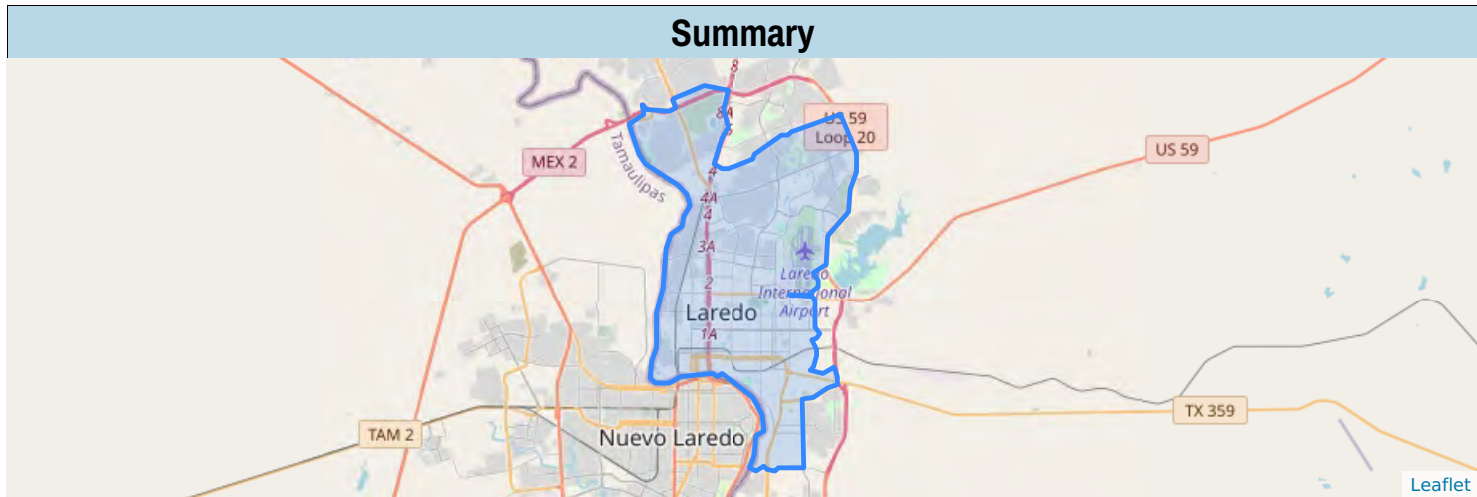 Summary
8
8A
6
US 59
Loop 20
US 59
MEX 2
Tamaulipas
4
4A
4
3A
Laredo
International
Airport
2
Laredo
1A
TX 359
TAM 2
Nuevo Laredo
Leaflet